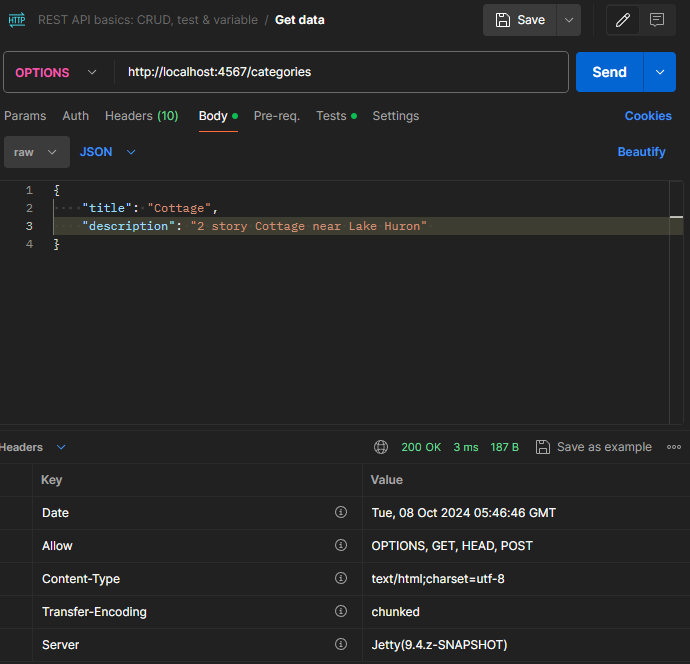 HTTP REST API basics: CRUD, test & variable / Get data Save
OPTIONS http://localhost:4567/categories Send
Params Auth Headers (10) Body Pre-req. Tests Settings Cookies
raw JSON Beautify
1 {
2 "title": "Cottage",
3 "description": "2 story Cottage near Lake Huron"
4 }
Headers 200 OK 3 ms 187 B Save as example
Key Value
Date Tue, 08 Oct 2024 05:46:46 GMT
Allow OPTIONS, GET, HEAD, POST
Content-Type text/html;charset=utf-8
Transfer-Encoding chunked
Server Jetty(9.4.z-SNAPSHOT)